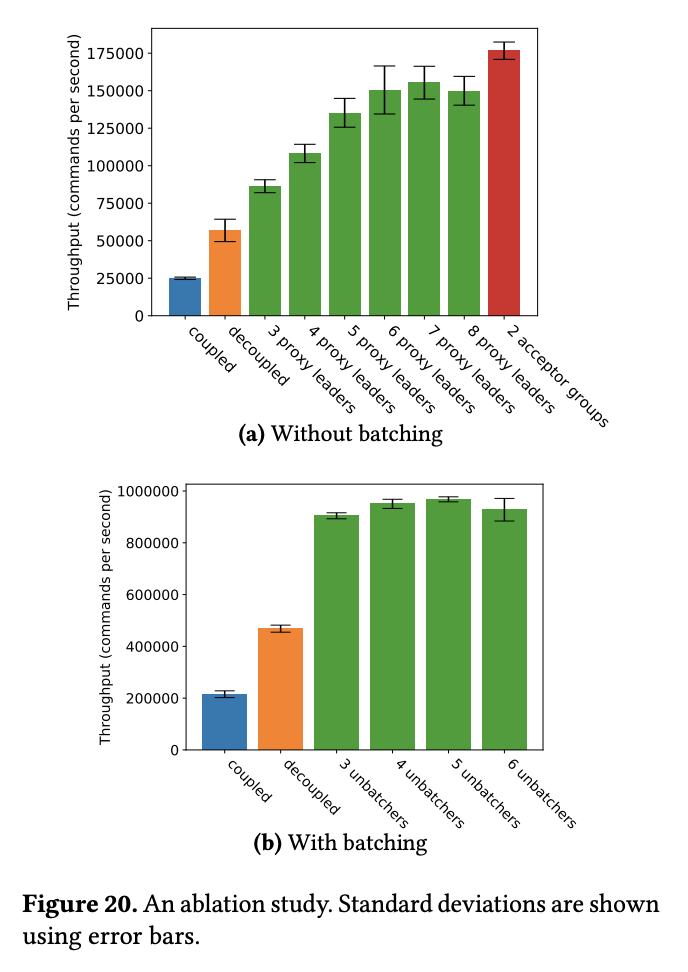 Throughput (commands per second)
175000
150000
125000
100000
75000
50000
25000
0
coupled
decoupled
3 proxy leaders
4 proxy leaders
5 proxy leaders
6 proxy leaders
7 proxy leaders
8 proxy leaders
2 acceptor groups
(a) Without batching
Throughput (commands per second)
1000000
800000
600000
400000
200000
0
coupled
decoupled
3 unbatchers
4 unbatchers
5 unbatchers
6 unbatchers
(b) With batching
Figure 20. An ablation study. Standard deviations are shown
using error bars.